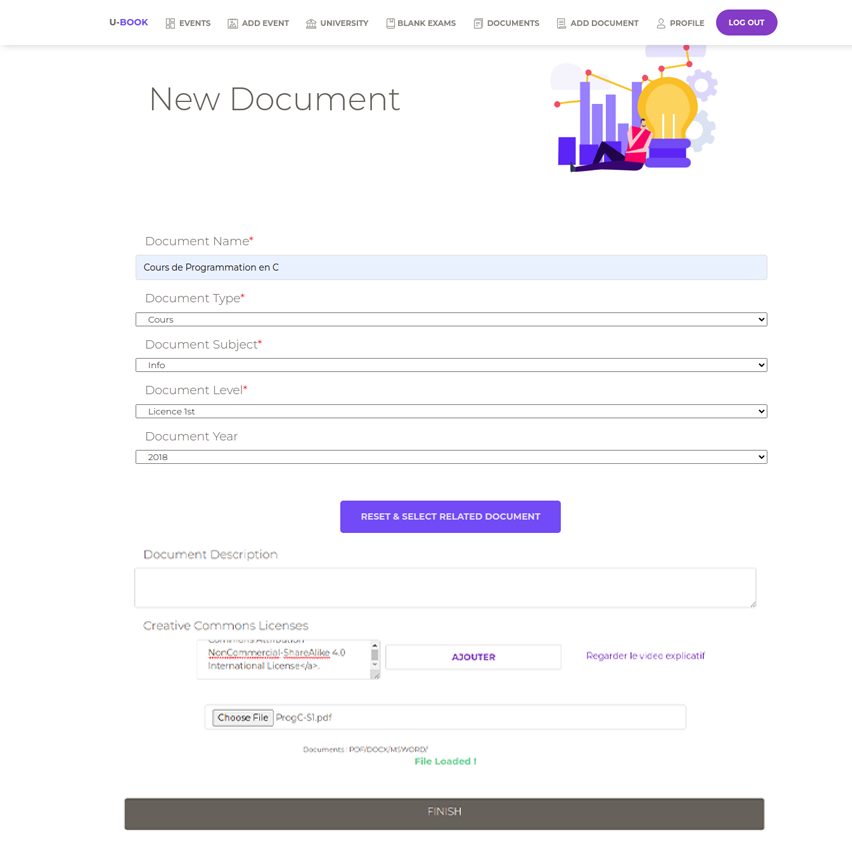 U-BOOK EVENTS ADD EVENT UNIVERSITY BLANK EXAMS DOCUMENTS ADD DOCUMENT PROFILE LOG OUT
New Document
Document Name*
Cours de Programmation en C
Document Type*
Cours
Document Subject*
Info
Document Level*
Licence 1st
Document Year
2018
RESET & SELECT RELATED DOCUMENT
Document Description
Creative Commons Licenses
Commons Attribution
NonCommercial-ShareAlike 4.0
International License</a>.
AJOUTER
Regarder le video explicatif
Choose File ProgC-S1.pdf
Documents : PDF/DOCX/MSWORD/
File Loaded !
FINISH